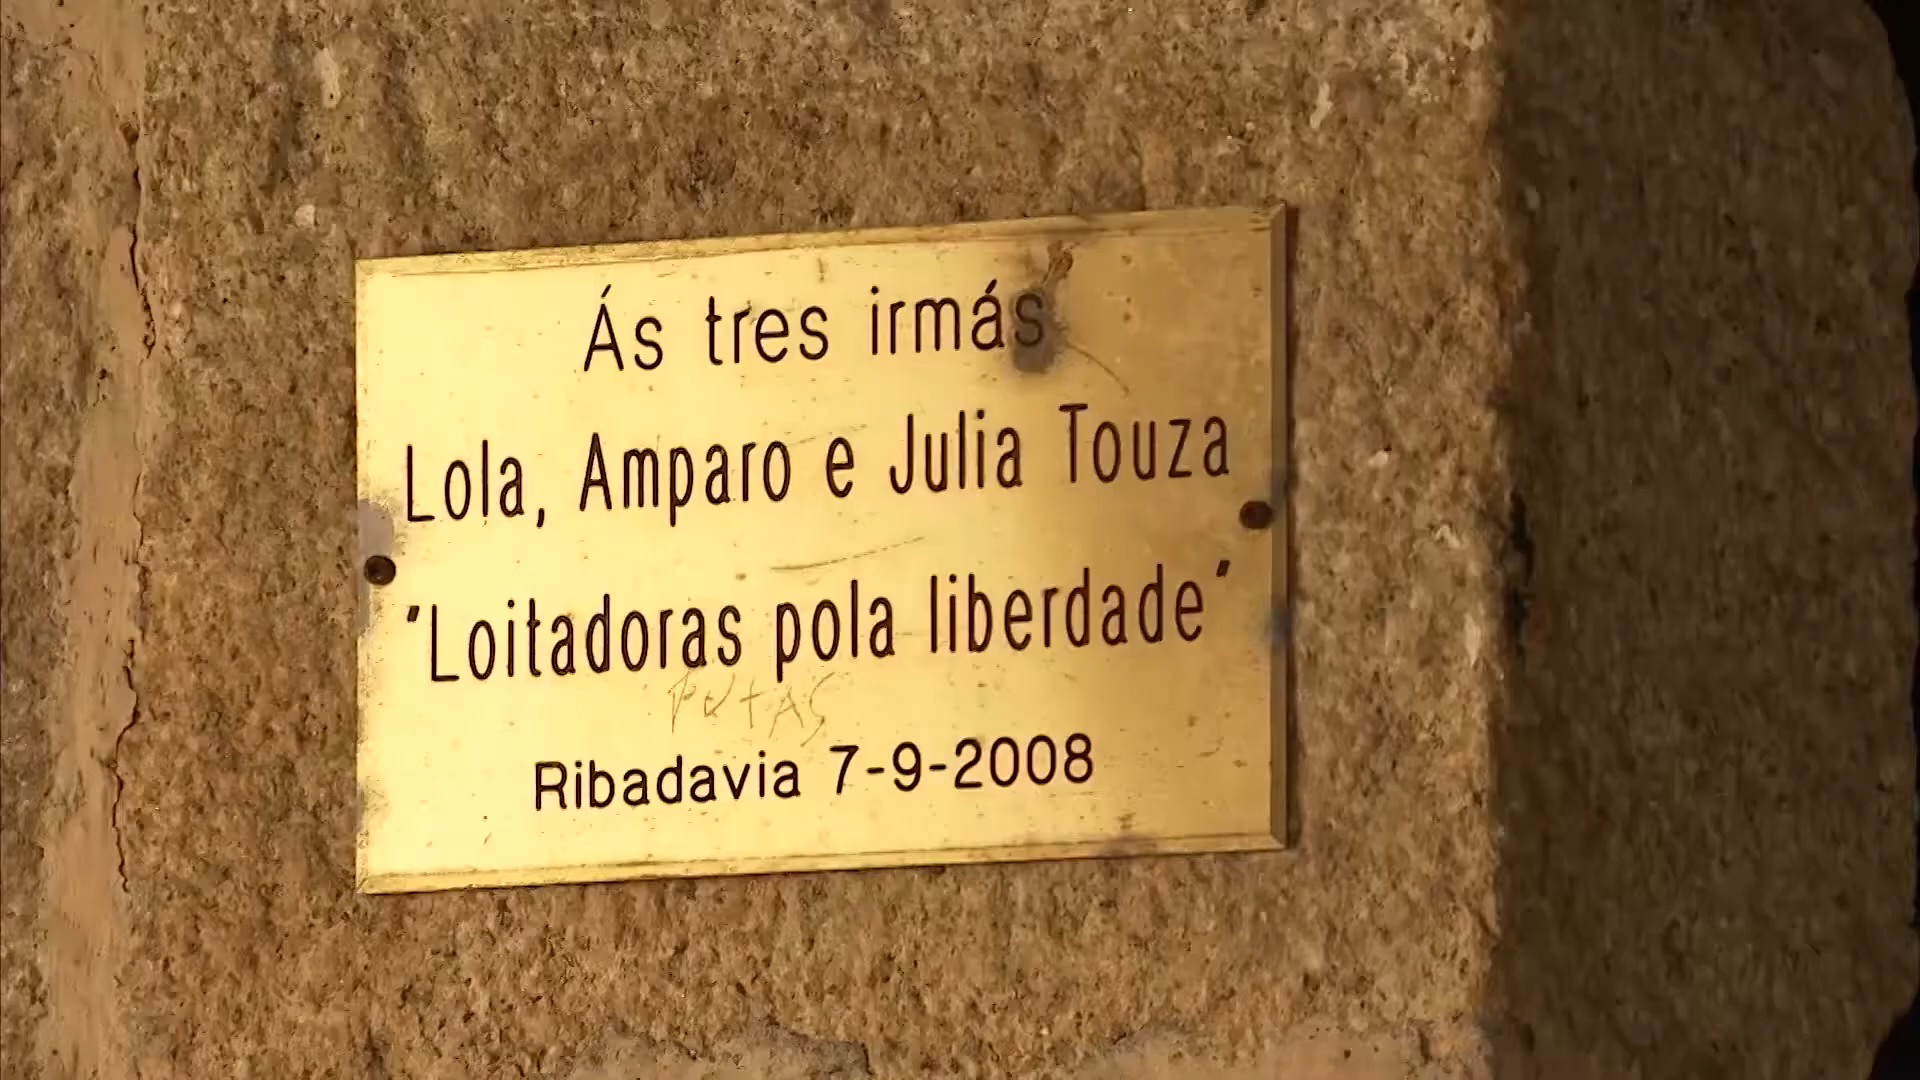 Ás tres irmás
Lola, Amparo e Julia Touza
"Loitadoras pola liberdade"
PUtAS
Ribadavia 7-9-2008